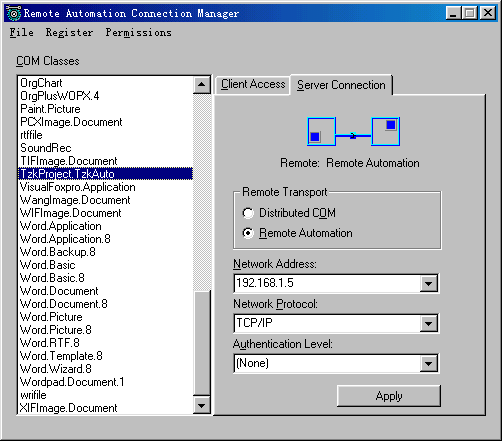 Remote Automation Connection Manager
File Register Permissions
COM Classes
OrgChart
OrgPlusWOPX.4
Paint.Picture
PCXImage.Document
rtffile
SoundRec
TIFImage.Document
TzkProject.TzkAuto
VisualFoxpro.Application
WangImage.Document
WIFImage.Document
Word.Application
Word.Application.8
Word.Backup.8
Word.Basic
Word.Basic.8
Word.Document
Word.Document.8
Word.Picture
Word.Picture.8
Word.RTF.8
Word.Template.8
Word.Wizard.8
Wordpad.Document.1
wrifile
XIFImage.Document
Client Access Server Connection
Remote: Remote Automation
Remote Transport
Distributed COM
Remote Automation
Network Address:
192.168.1.5
Network Protocol:
TCP/IP
Authentication Level:
(None)
Apply